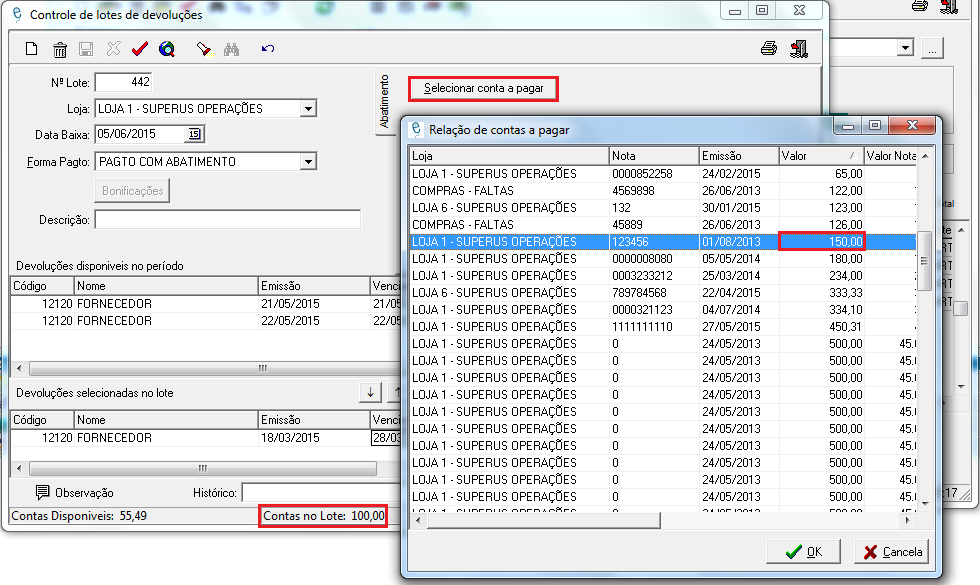 Controle de lotes de devoluções
Nº Lote: 442
Loja: LOJA 1 - SUPERUS OPERAÇÕES
Data Baixa: 05/06/2015 15
Forma Pagto: PAGTO COM ABATIMENTO
Bonificações
Descrição:
Abatimento
Selecionar conta a pagar
...
Devoluções disponiveis no período
Código Nome Emissão Venci
12120 FORNECEDOR 21/05/2015 21/05
12120 FORNECEDOR 22/05/2015 22/05
Devoluções selecionadas no lote
Código Nome Emissão Venci
12120 FORNECEDOR 18/03/2015 28/03
Observação Histórico:
Contas Disponiveis: 55,49 Contas no Lote: 100,00
Relação de contas a pagar
Loja Nota Emissão Valor Valor Nota
LOJA 1 - SUPERUS OPERAÇÕES 0000852258 24/02/2015 65,00
COMPRAS - FALTAS 4569898 26/06/2013 122,00
LOJA 6 - SUPERUS OPERAÇÕES 132 30/01/2015 123,00
COMPRAS - FALTAS 45889 26/06/2013 126,00
LOJA 1 - SUPERUS OPERAÇÕES 123456 01/08/2013 150,00
LOJA 1 - SUPERUS OPERAÇÕES 0000008080 05/05/2014 180,00
LOJA 1 - SUPERUS OPERAÇÕES 0003233212 25/03/2014 234,00
LOJA 6 - SUPERUS OPERAÇÕES 789784568 22/04/2015 333,33
LOJA 1 - SUPERUS OPERAÇÕES 0000321123 04/07/2014 334,10
LOJA 1 - SUPERUS OPERAÇÕES 1111111110 27/05/2015 450,31
LOJA 1 - SUPERUS OPERAÇÕES 0 24/05/2013 500,00 45.0
LOJA 1 - SUPERUS OPERAÇÕES 0 24/05/2013 500,00 45.0
LOJA 1 - SUPERUS OPERAÇÕES 0 24/05/2013 500,00 45.0
LOJA 1 - SUPERUS OPERAÇÕES 0 24/05/2013 500,00 45.0
LOJA 1 - SUPERUS OPERAÇÕES 0 24/05/2013 500,00 45.0
LOJA 1 - SUPERUS OPERAÇÕES 0 24/05/2013 500,00 45.0
LOJA 1 - SUPERUS OPERAÇÕES 0 24/05/2013 500,00 45.0
LOJA 1 - SUPERUS OPERAÇÕES 0 24/05/2013 500,00 45.0
LOJA 1 - SUPERUS OPERAÇÕES 0 24/05/2013 500,00 45.0
LOJA 1 - SUPERUS OPERAÇÕES 0 24/05/2013 500,00 45.0
OK Cancela